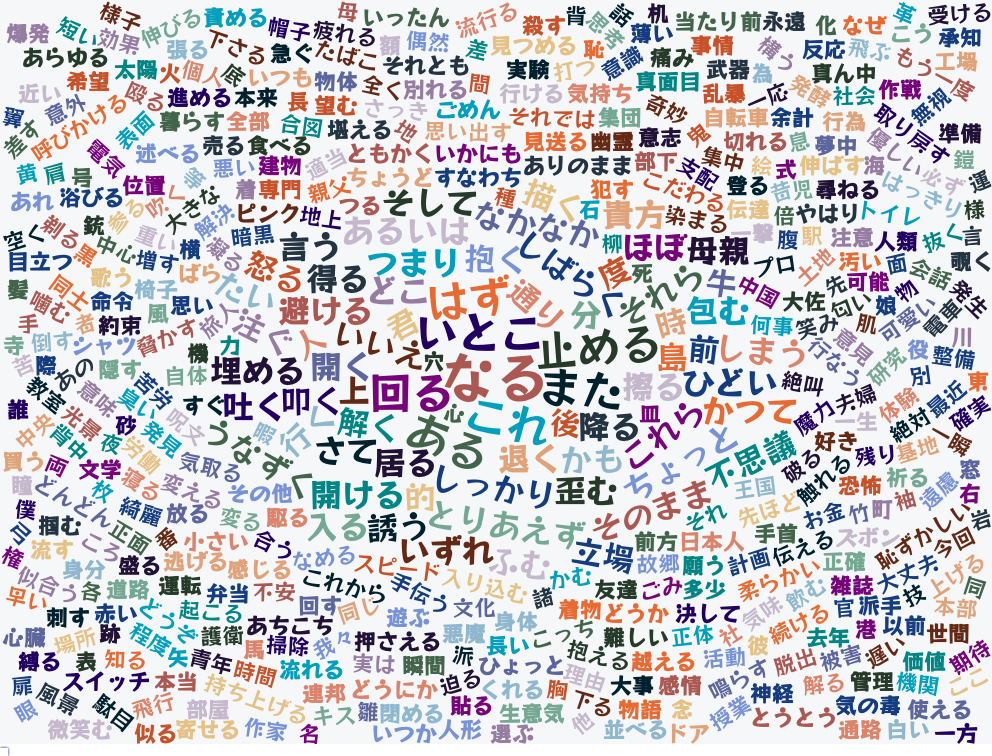 様子 母 いったん 流行る 殺す 背 悪者 話 机 当たり前 永遠 化 なぜ 革 受ける
爆発 短い 効果 伸びる 責める 帽子 疲れる 額 偶然 差 見つめる 恥 薄い 反応 飛ぶ こう 承知
あらゆる 張る 下さる 急ぐ たばこ それとも 実験 打つ 意識 痛み 事情 構う 真ん中 もう一度 工場
希望 太陽 火 個人 底 いつも 物体 全く 別れる 問 行ける 気持ち 真面目 武器 為 発酵 社会 作戦
近い 意外 殴る 進める 本来 長 望む さっき ごめん それでは 集団 奇妙 乱暴 一応 余計 無視
翼 呼びかける 表面 暮らす 全部 合図 堪える 地 思い出す 見送る 幽霊 意志 鬼 自転車 行為 取り戻す 準備
差す 電気 述べる 売る 食べる ともかく いかにも ありのまま 部下 集中 切れる 息 夢中 優しい 鎧
黄 肩 号 位置 悪い 建物 適当 ちょうど すなわち 支配 絵 式 伸ばす 海 必ず
あれ 浴びる 吹く 着 専門 親父 つる そして 種 描く 犯す こだわる 登る 苗児 尋ねる はっきり 運
銃 参る 大きな 解決 ピンク 地上 あるいは なかなか 石 貴方 染まる 伝達 倍 やはり トイレ 様
空く 剃る 重い 横 暗黒 言う つまり 抱く しばらく 柳 ほぼ 母親 一撃 腹 駅 注意 人類 抜く 言
目立つ 黒 中心 増す 凝る 怒る 得る どこ はず 通り 度 死 それら 牛 プロ 土地 汚い 面 会話 覗く
髪 同士 歌う 椅子 ばら たい 避ける 君 分 時 包む 中国 大佐 匂い 先 可能 物 発生
噛む 命令 風 思い 旅人 注ぐ いとこ 止める 何事 笑み 肌 娘 可愛い 電車
手 者 約束 脅かす 力 人 いいえ 穴 島 前 しまう 意見 行なう 研究 川
寺 倒す シャツ 機 埋める 開く なる また 擦る ひどい 絶叫 役 整備
苦 際 あの 隠す 自体 すぐ 吐く 叩く 上 回る 心 これ 皿 かつて 魔力 夫婦 別 最近 東
誰 教室 意味 苦労 臭い 呪文 暇 行く 解く ある 後 降る これら 一生 体験 絶対 確実
中央 光景 砂 発見 うなずく さて 居る 退く かも ちょっと 不思議 好き 残り 基地 一瞬
買う 両 背中 夜 労働 気取る 開ける 的 しっかり 歪む 破る 触れる 恐怖 祈る 窓
瞳 どんどん 文学 枚 寝る 変える その他 入る 誘う とりあえず そのまま 王国 先ほど お金 竹 町 袖 遠慮 右
僕 掴む 正面 綺麗 放る 変る 駆る いずれ それ 手首 ズボン 恥ずかしい 岩
弓 ころ 番 小さい 合う なめる スピード ふむ 立場 前方 日本人 計画 伝える 正確 今回
権 流す 身分 盛る 逃げる 感じる これから 入り込む かむ 故郷 願う 柔らかい 雑誌 大丈夫 上げる
似合う 各 道路 運転 弁当 不安 手伝う 諸 友達 ごみ 多少 気味 飲む 官 派手 技 同
早い 刺す 赤い どうぞ 起こる 回す 同じ 遊ぶ 文化 着物 どうか 決して 社 続ける 港 以前 本部
心臓 場所 跡 程度 護衛 あちこち 我々 押さえる 悪魔 身体 こっち 難しい 正体 彼 去年 世間
縛る 表 知る 矢 青年 馬 掃除 実は 瞬間 派 長い 抱える 越える 活動 脱出 被害 遅い 価値 期待
扉 スイッチ 本当 時間 流れる 連邦 どうにか 迫る ひょっと 理由 大事 感情 鳴らす 解る 管理 機関 ここ
眼 風景 駄目 飛行 部屋 持ち上げる キス 雛 閉める 貼る くれる 胸 下る 物語 念 神経 気の毒 使える
微笑む 似る 寄せる 作家 名 いつか 人形 選ぶ 生意気 他 並べる ドア 授業 とうとう 通路 白い 一方